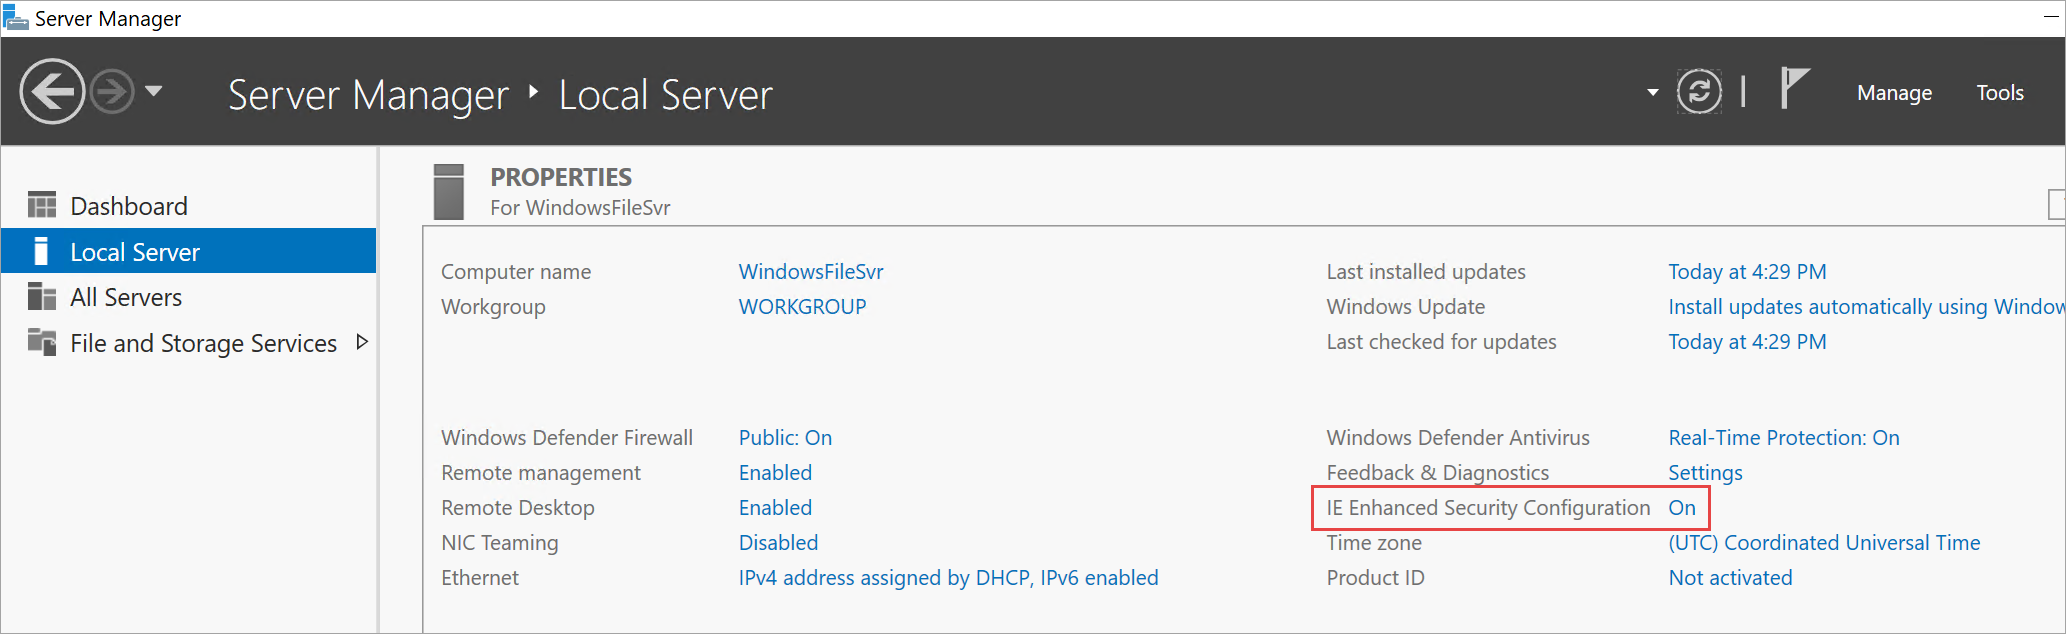 Server Manager
Server Manager ‣ Local Server
Manage
Tools
Dashboard
Local Server
All Servers
File and Storage Services
PROPERTIES
For WindowsFileSvr
Computer name WindowsFileSvr
Workgroup WORKGROUP
Last installed updates Today at 4:29 PM
Windows Update Install updates automatically using Window
Last checked for updates Today at 4:29 PM
Windows Defender Firewall Public: On
Remote management Enabled
Remote Desktop Enabled
NIC Teaming Disabled
Ethernet IPv4 address assigned by DHCP, IPv6 enabled
Windows Defender Antivirus Real-Time Protection: On
Feedback & Diagnostics Settings
IE Enhanced Security Configuration On
Time zone (UTC) Coordinated Universal Time
Product ID Not activated